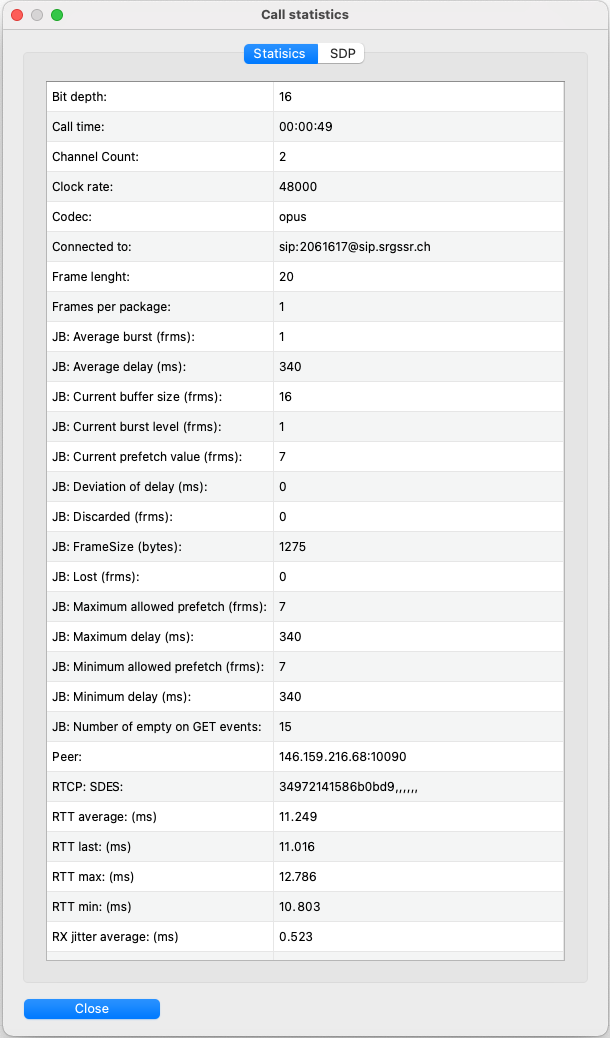 Call statistics
Statisics SDP
Bit depth: 16
Call time: 00:00:49
Channel Count: 2
Clock rate: 48000
Codec: opus
Connected to: sip:2061617@sip.srgssr.ch
Frame lenght: 20
Frames per package: 1
JB: Average burst (frms): 1
JB: Average delay (ms): 340
JB: Current buffer size (frms): 16
JB: Current burst level (frms): 1
JB: Current prefetch value (frms): 7
JB: Deviation of delay (ms): 0
JB: Discarded (frms): 0
JB: FrameSize (bytes): 1275
JB: Lost (frms): 0
JB: Maximum allowed prefetch (frms): 7
JB: Maximum delay (ms): 340
JB: Minimum allowed prefetch (frms): 7
JB: Minimum delay (ms): 340
JB: Number of empty on GET events: 15
Peer: 146.159.216.68:10090
RTCP: SDES: 34972141586b0bd9,,,,,,
RTT average: (ms) 11.249
RTT last: (ms) 11.016
RTT max: (ms) 12.786
RTT min: (ms) 10.803
RX jitter average: (ms) 0.523
Close